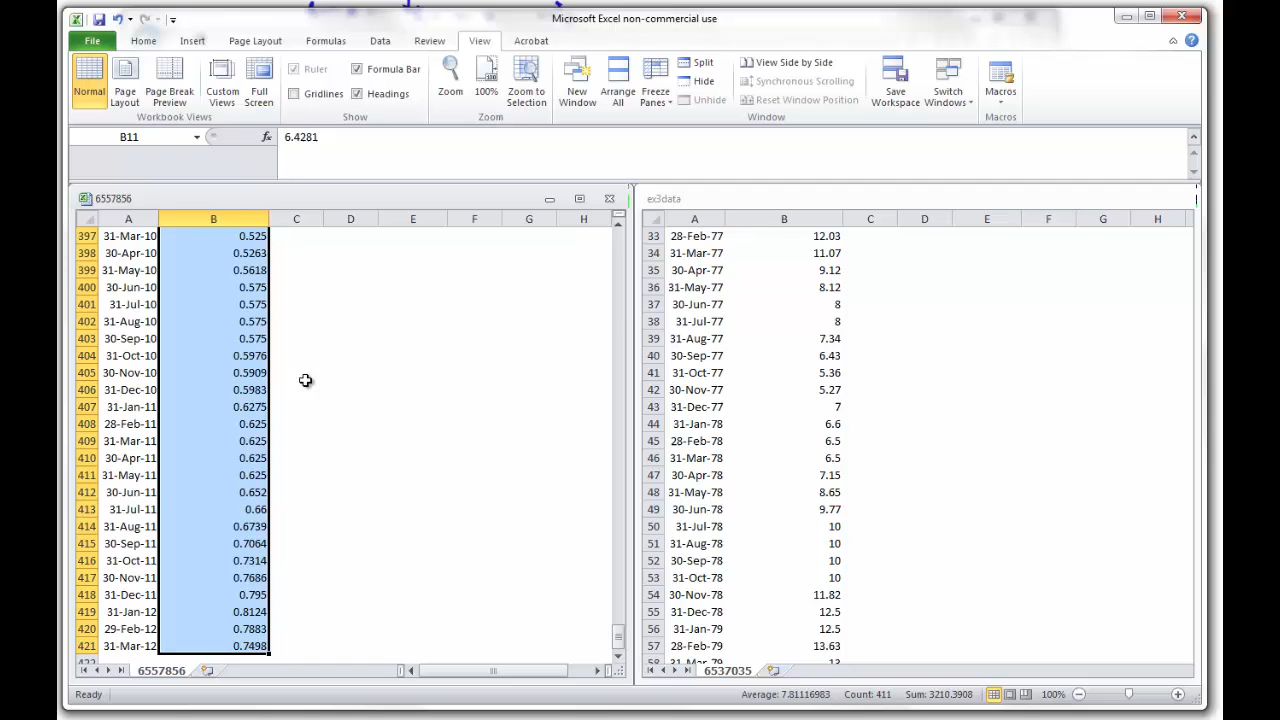 Microsoft Excel non-commercial use
File Home Insert Page Layout Formulas Data Review View Acrobat
Normal Page Layout Page Break Preview Custom Views Full Screen
Workbook Views
Ruler Formula Bar
Gridlines Headings
Show
Zoom 100% Zoom to Selection
Zoom
New Window Arrange All Freeze Panes
Split
Hide
Unhide
View Side by Side
Synchronous Scrolling
Reset Window Position
Save Workspace Switch Windows
Window
Macros
Macros
B11 fx 6.4281
6557856
A B C D E F G H
397 31-Mar-10 0.525
398 30-Apr-10 0.5263
399 31-May-10 0.5618
400 30-Jun-10 0.575
401 31-Jul-10 0.575
402 31-Aug-10 0.575
403 30-Sep-10 0.575
404 31-Oct-10 0.5976
405 30-Nov-10 0.5909
406 31-Dec-10 0.5983
407 31-Jan-11 0.6275
408 28-Feb-11 0.625
409 31-Mar-11 0.625
410 30-Apr-11 0.625
411 31-May-11 0.625
412 30-Jun-11 0.652
413 31-Jul-11 0.66
414 31-Aug-11 0.6739
415 30-Sep-11 0.7064
416 31-Oct-11 0.7314
417 30-Nov-11 0.7686
418 31-Dec-11 0.795
419 31-Jan-12 0.8124
420 29-Feb-12 0.7883
421 31-Mar-12 0.7498
422
6557856
ex3data
A B C D E F G H
33 28-Feb-77 12.03
34 31-Mar-77 11.07
35 30-Apr-77 9.12
36 31-May-77 8.12
37 30-Jun-77 8
38 31-Jul-77 8
39 31-Aug-77 7.34
40 30-Sep-77 6.43
41 31-Oct-77 5.36
42 30-Nov-77 5.27
43 31-Dec-77 7
44 31-Jan-78 6.6
45 28-Feb-78 6.5
46 31-Mar-78 6.5
47 30-Apr-78 7.15
48 31-May-78 8.65
49 30-Jun-78 9.77
50 31-Jul-78 10
51 31-Aug-78 10
52 30-Sep-78 10
53 31-Oct-78 10
54 30-Nov-78 11.82
55 31-Dec-78 12.5
56 31-Jan-79 12.5
57 28-Feb-79 13.63
58 31-Mar-79 13
6537035
Ready Average: 7.81116983 Count: 411 Sum: 3210.3908 100%